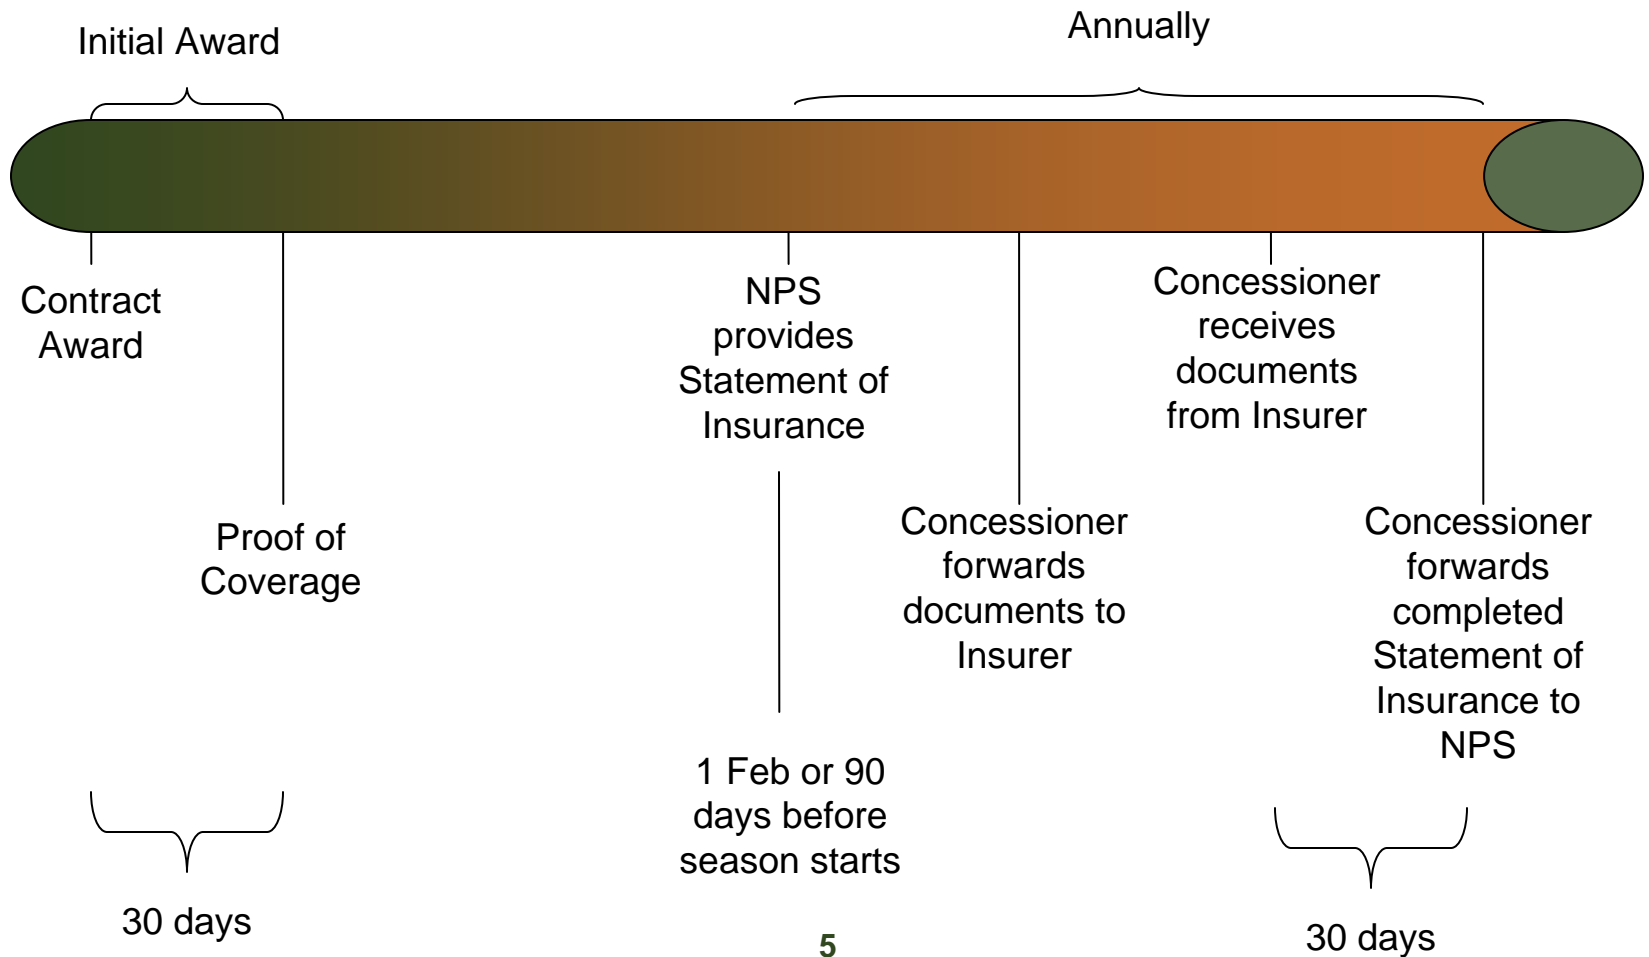 Initial Award
Annually
Contract
Award
Proof of
Coverage
NPS
provides
Statement of
Insurance
1 Feb or 90
days before
season starts
Concessioner
forwards
documents to
Insurer
Concessioner
receives
documents
from Insurer
Concessioner
forwards
completed
Statement of
Insurance to
NPS
30 days
30 days
5